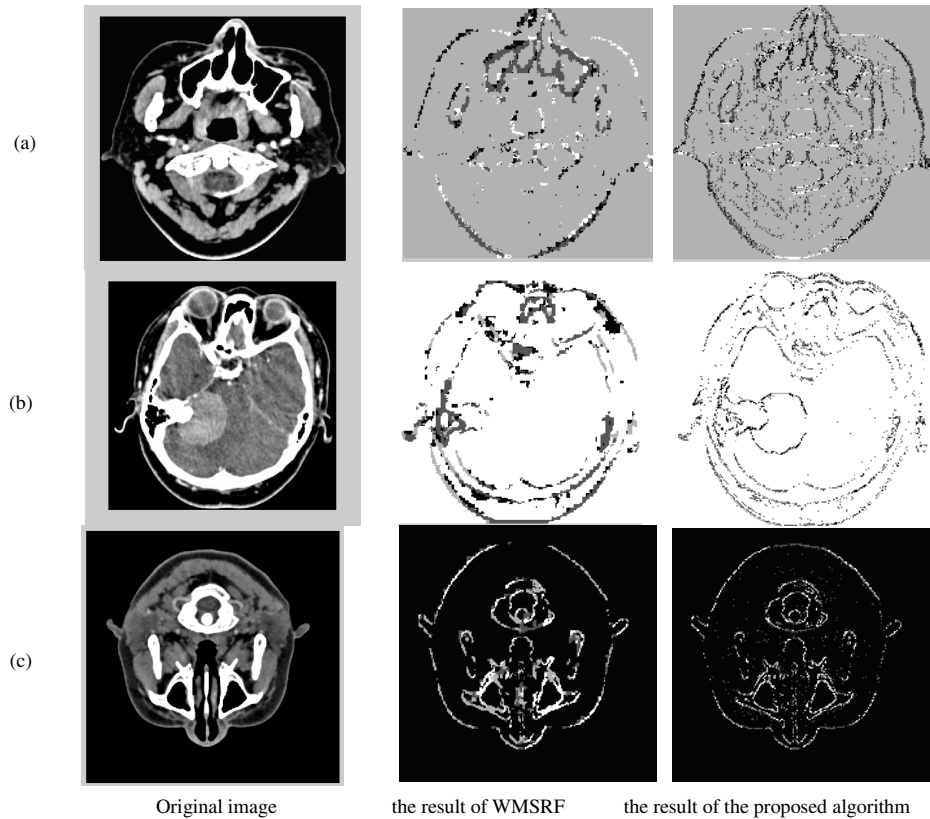 (a)
(b)
(c)
Original image
the result of WMSRF
the result of the proposed algorithm